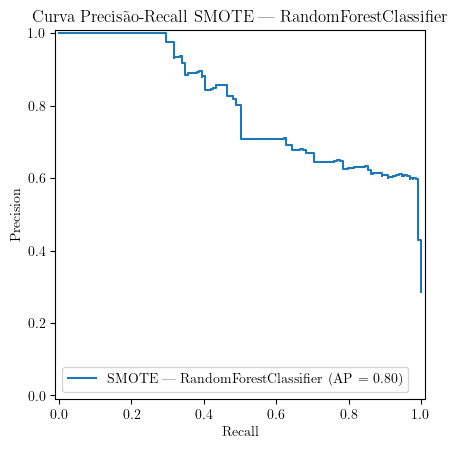 Curva Precisão-Recall SMOTE — RandomForestClassifier
1.0
0.8
0.6
0.4
0.2
0.0
Precision
SMOTE — RandomForestClassifier (AP = 0.80)
0.0 0.2 0.4 0.6 0.8 1.0
Recall